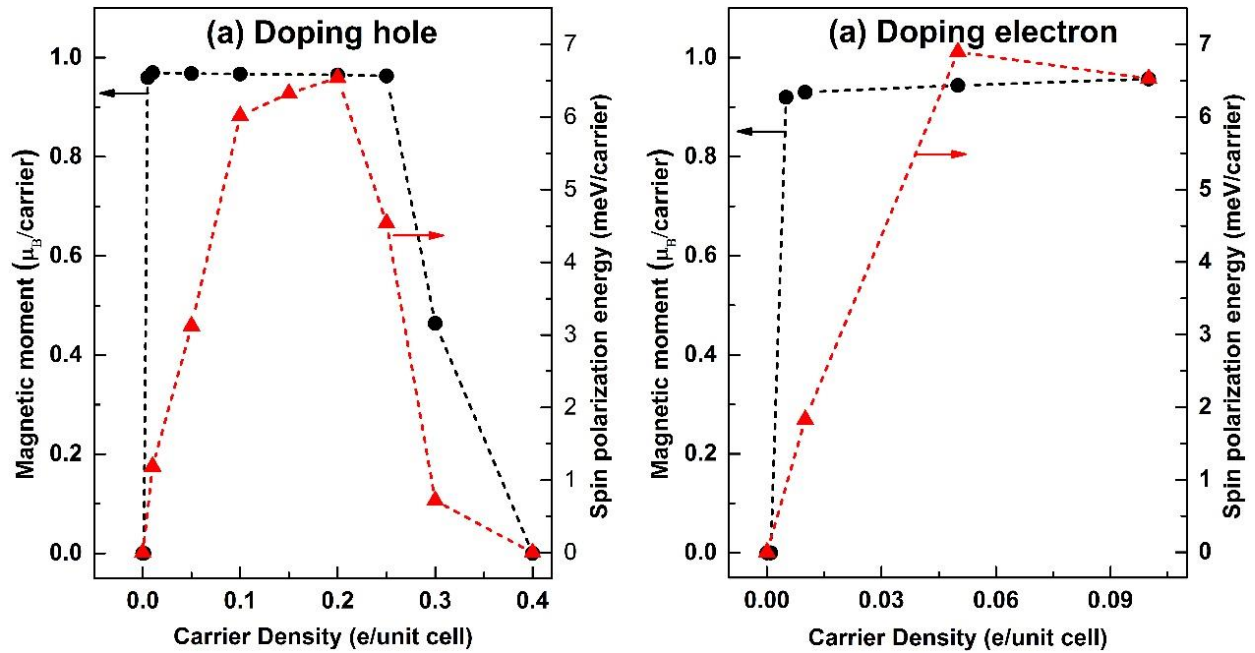 (a) Doping hole
Magnetic moment (μB/carrier)
1.0
0.8
0.6
0.4
0.2
0.0
7
6
5
4
3
2
1
0
Spin polarization energy (meV/carrier)
0.0 0.1 0.2 0.3 0.4
Carrier Density (e/unit cell)
(a) Doping electron
Magnetic moment (μB/carrier)
1.0
0.8
0.6
0.4
0.2
0.0
7
6
5
4
3
2
1
0
Spin polarization energy (meV/carrier)
0.00 0.03 0.06 0.09
Carrier Density (e/unit cell)